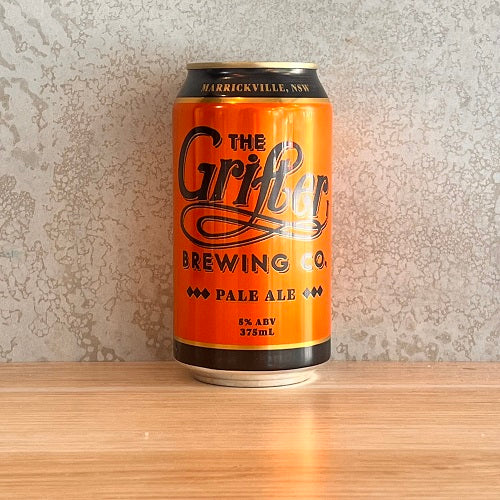 MARRICKVILLE, NSW
THE
Grifter
BREWING CO.
PALE ALE
5% ABV
375mL